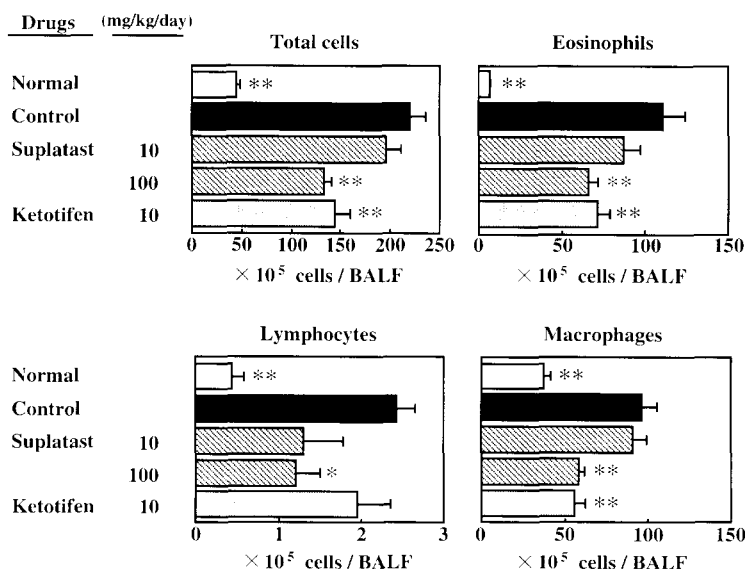 Drugs (mg/kg/day)
Total cells Eosinophils
Normal ** **
Control
Suplatast 10
100 ** **
Ketotifen 10 ** **
0 50 100 150 200 250 0 50 100 150
× 10⁵ cells / BALF × 10⁵ cells / BALF
Lymphocytes Macrophages
Normal ** **
Control
Suplatast 10
100 * **
Ketotifen 10 **
0 1 2 3 0 50 100 150
× 10⁵ cells / BALF × 10⁵ cells / BALF